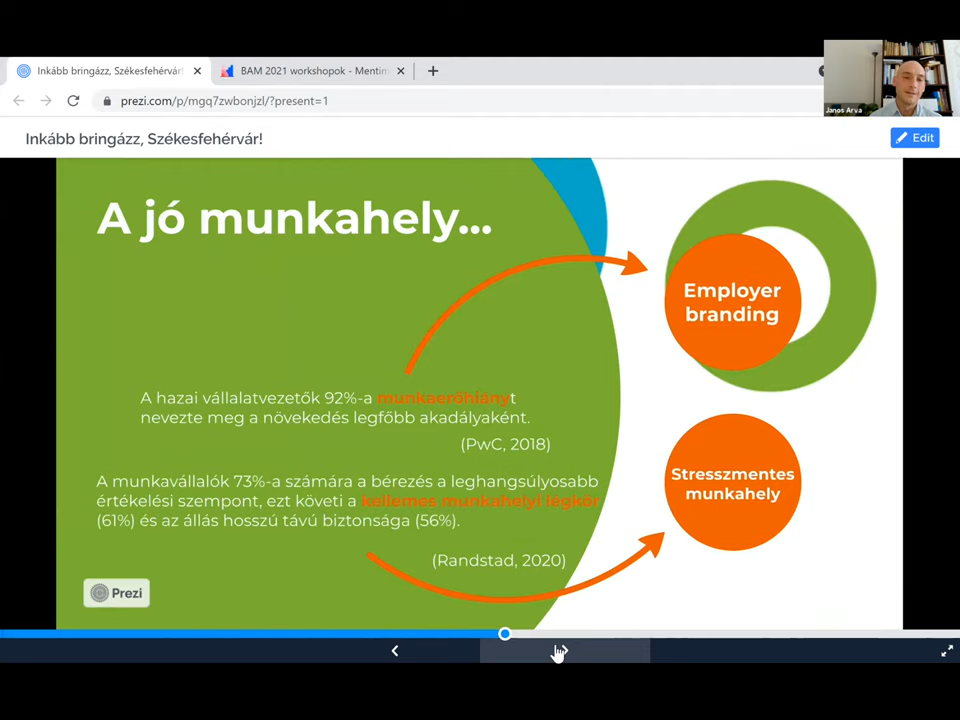 Inkább bringázz, Székesfehérvár!
BAM 2021 workshopok - Mentim
prezi.com/p/mgq7zwbonjzl/?present=1
Janos Arva
Inkább bringázz, Székesfehérvár!
Edit
A jó munkahely...
Employer
branding
A hazai vállalatvezetők 92%-a munkaerőhiányt
nevezte meg a növekedés legfőbb akadályaként.
(PwC, 2018)
A munkavállalók 73%-a számára a bérezés a leghangsúlyosabb
értékelési szempont, ezt követi a kellemes munkahelyi légkör
(61%) és az állás hosszú távú biztonsága (56%).
(Randstad, 2020)
Stresszmentes
munkahely
Prezi